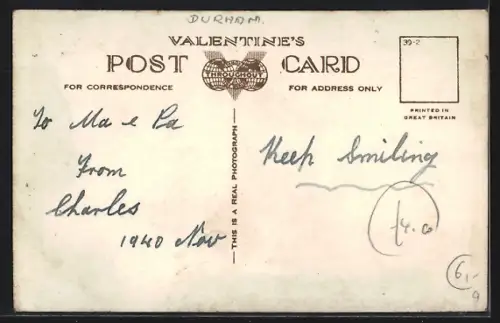 DURHAM.
VALENTINE'S
POST CARD
THROUGHOUT
FOR CORRESPONDENCE
FOR ADDRESS ONLY
39-2
PRINTED IN
GREAT BRITAIN
To Ma & Pa
From
Charles
1940 Nov
THIS IS A REAL PHOTOGRAPH
Keep Smiling